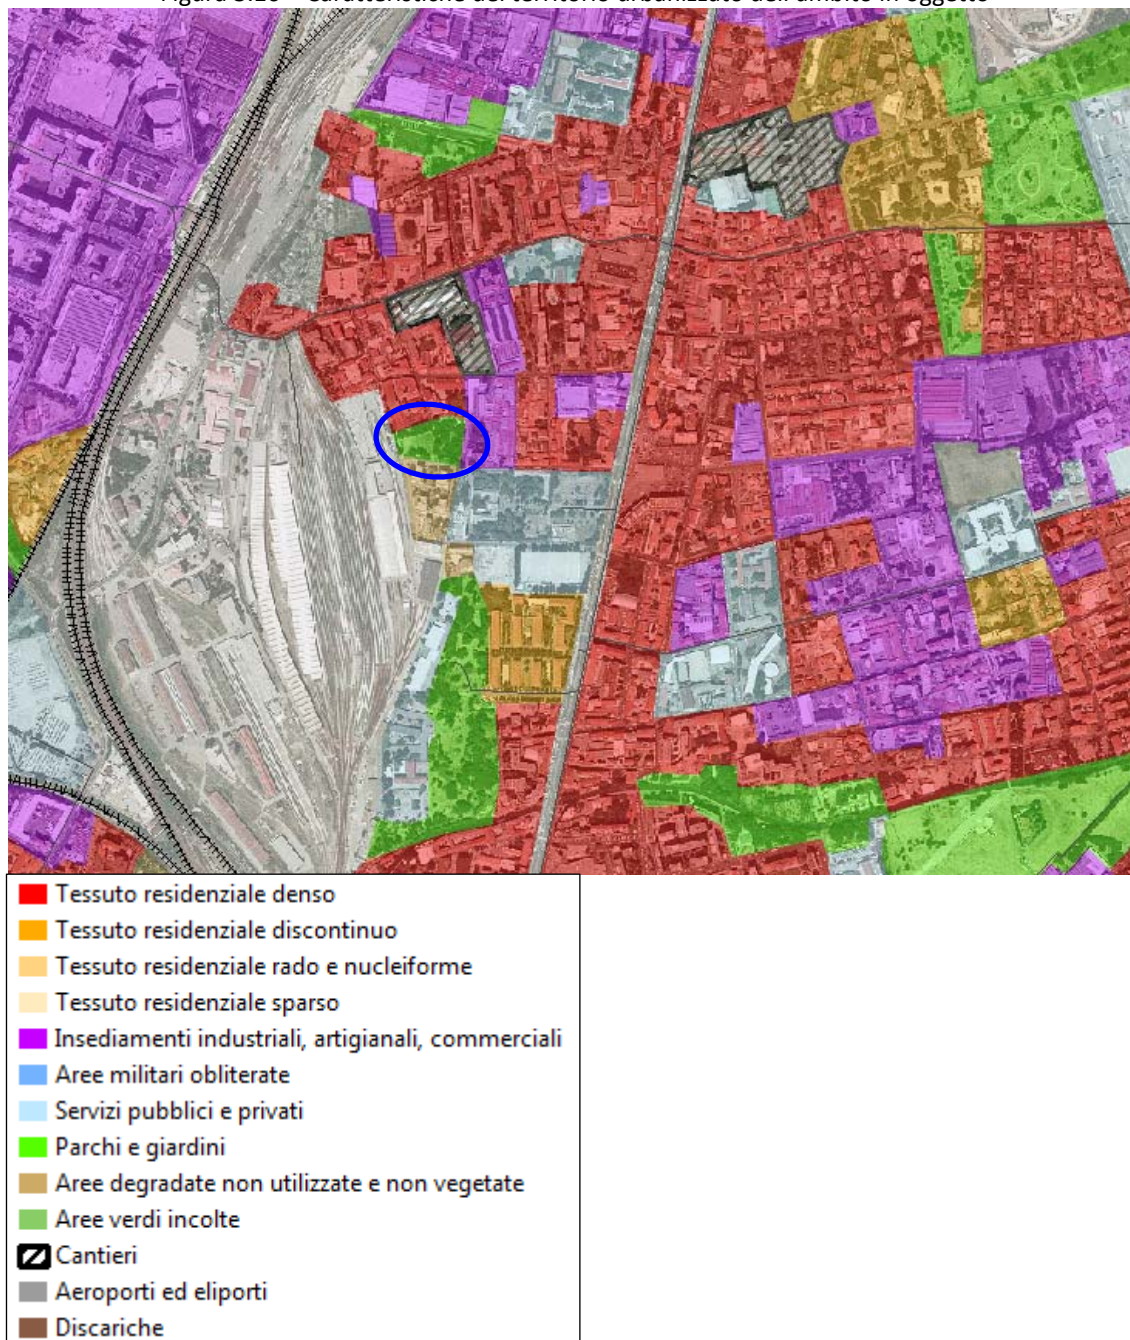 Tessuto residenziale denso
Tessuto residenziale discontinuo
Tessuto residenziale rado e nucleiforme
Tessuto residenziale sparso
Insediamenti industriali, artigianali, commerciali
Aree militari obliterate
Servizi pubblici e privati
Parchi e giardini
Aree degradate non utilizzate e non vegetate
Aree verdi incolte
Cantieri
Aeroporti ed eliporti
Discariche